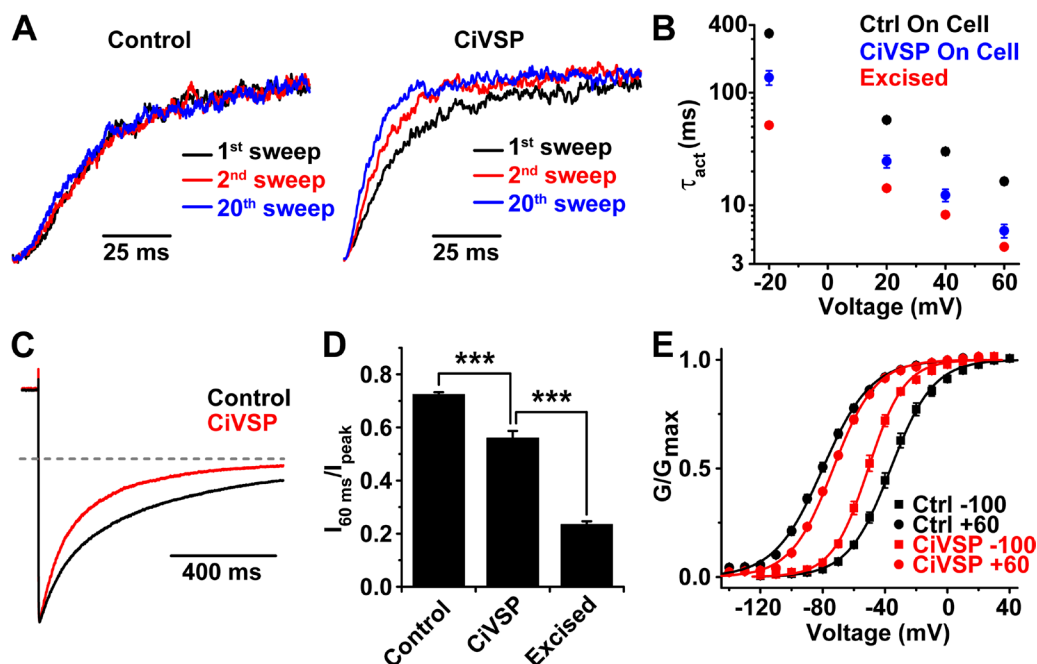 A
Control
CiVSP
1st sweep
2nd sweep
20th sweep
25 ms
1st sweep
2nd sweep
20th sweep
25 ms
B
Ctrl On Cell
CiVSP On Cell
Excised
400
100
10
3
τact (ms)
-20 0 20 40 60
Voltage (mV)
C
Control
CiVSP
400 ms
D
***
***
0.8
0.6
0.4
0.2
0.0
I60 ms/Ipeak
Control
CiVSP
Excised
E
1.0
0.5
0.0
G/Gmax
Ctrl -100
Ctrl +60
CiVSP -100
CiVSP +60
-120 -80 -40 0 40
Voltage (mV)